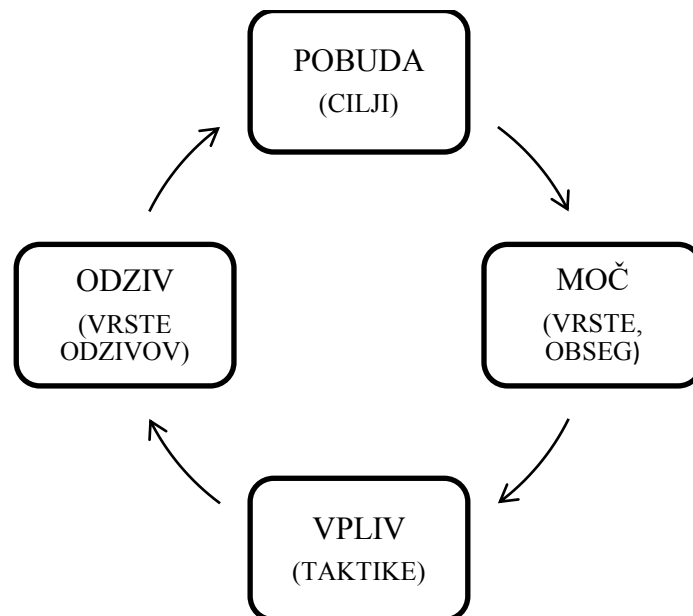 POBUDA
(CILJI)
MOČ
(VRSTE,
OBSEG)
VPLIV
(TAKTIKE)
ODZIV
(VRSTE
ODZIVOV)